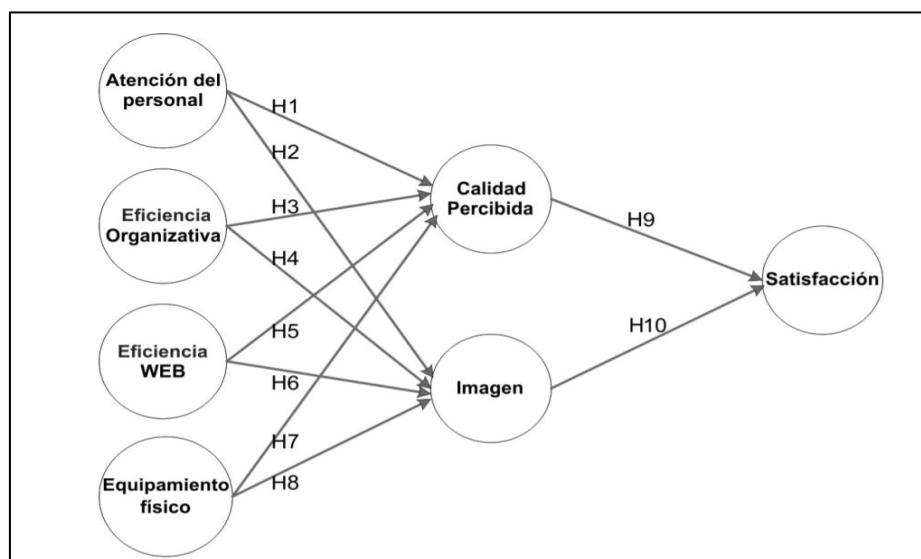 Atención del
personal
H1
H2
Eficiencia
Organizativa
H3
H4
Calidad
Percibida
H9
Satisfacción
Eficiencia
WEB
H5
H6
H10
Imagen
Equipamiento
físico
H7
H8